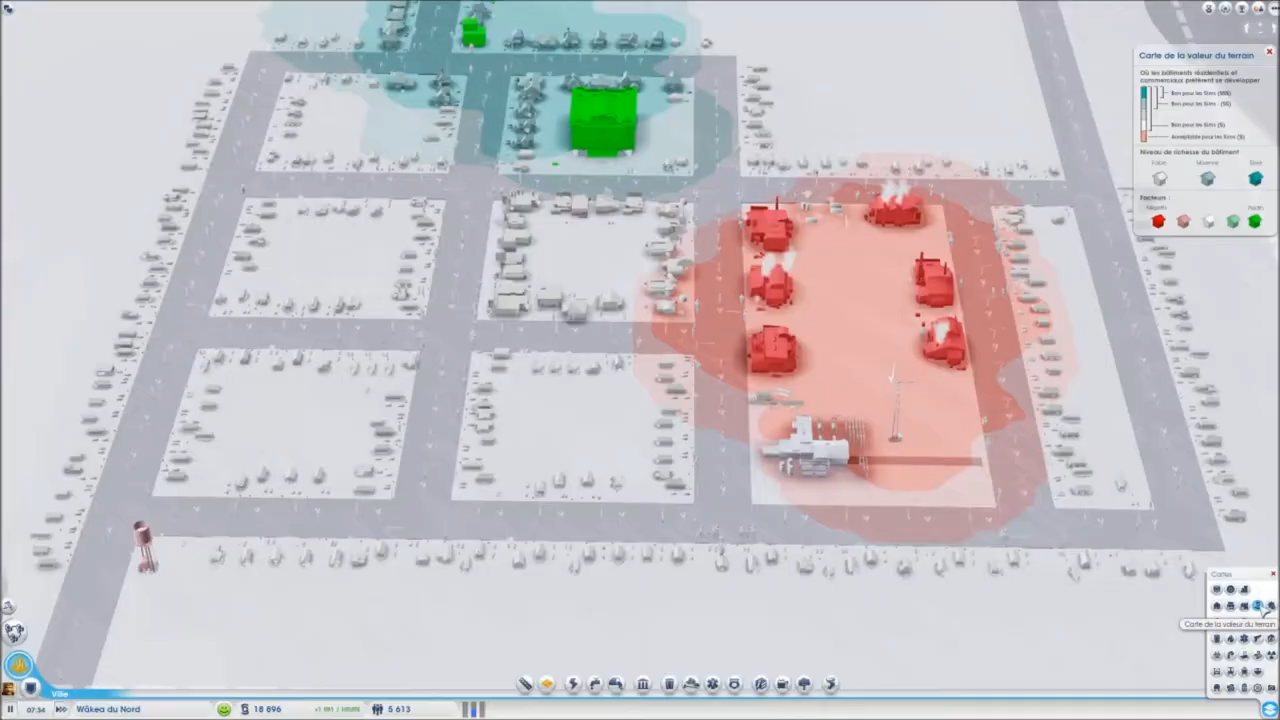 Carte de la valeur du terrain
Où les bâtiments résidentiels et
commerciaux préfèrent se développer
Bon pour les Sims ($$$)
Bon pour les Sims : ($$)
Bon pour les Sims ($)
Acceptable pour les Sims ($)
Niveau de richesse du bâtiment
Faible Moyenne Élevé
Facteurs :
Négatifs Positifs
Cartes
Carte de la valeur du terrain
Ville
07:34 Wåkea du Nord 18 896 5 613